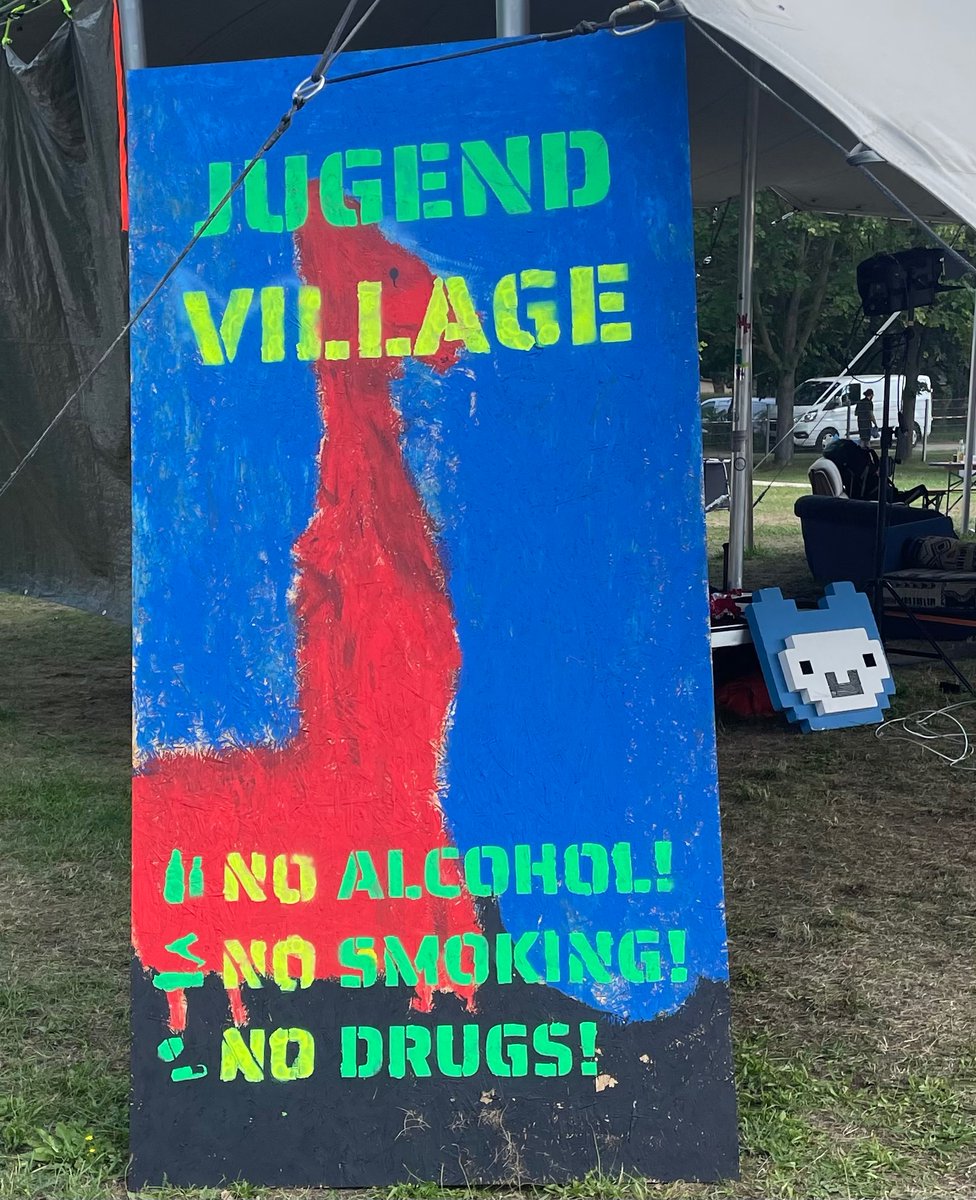 JUGEND
VILLAGE
NO ALCOHOL!
NO SMOKING!
NO DRUGS!